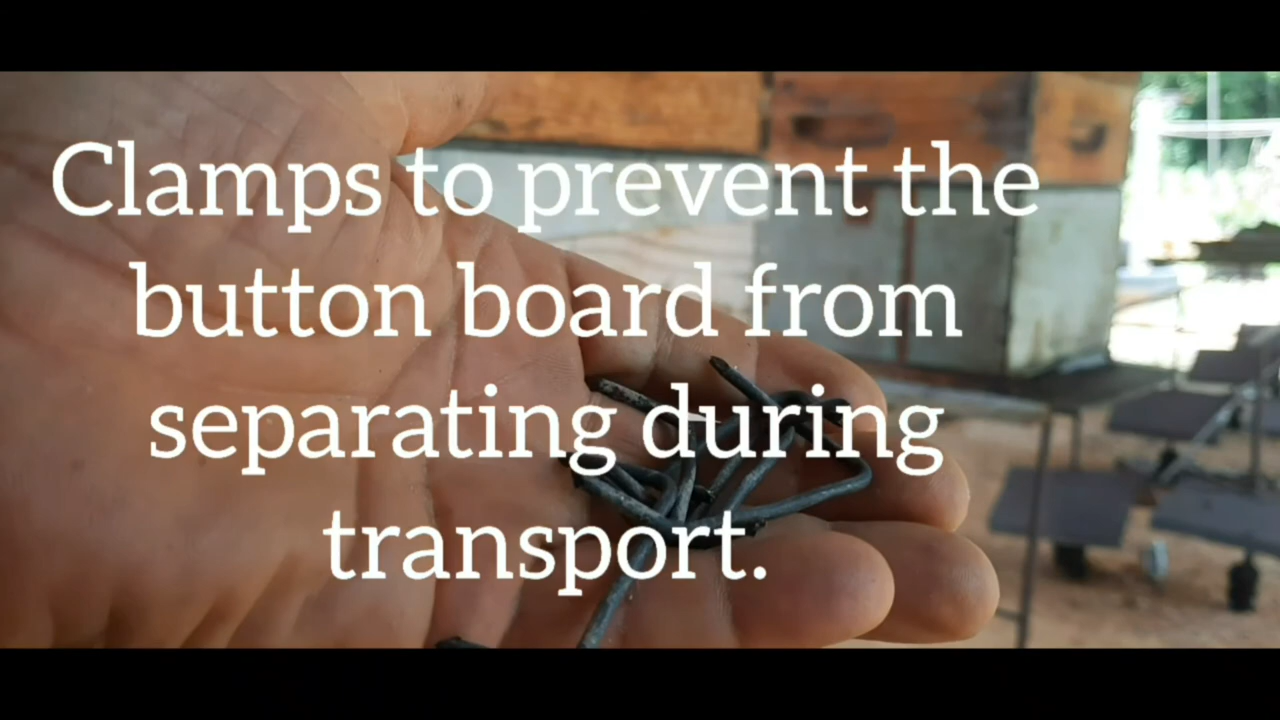 Clamps to prevent the
button board from
separating during
transport.